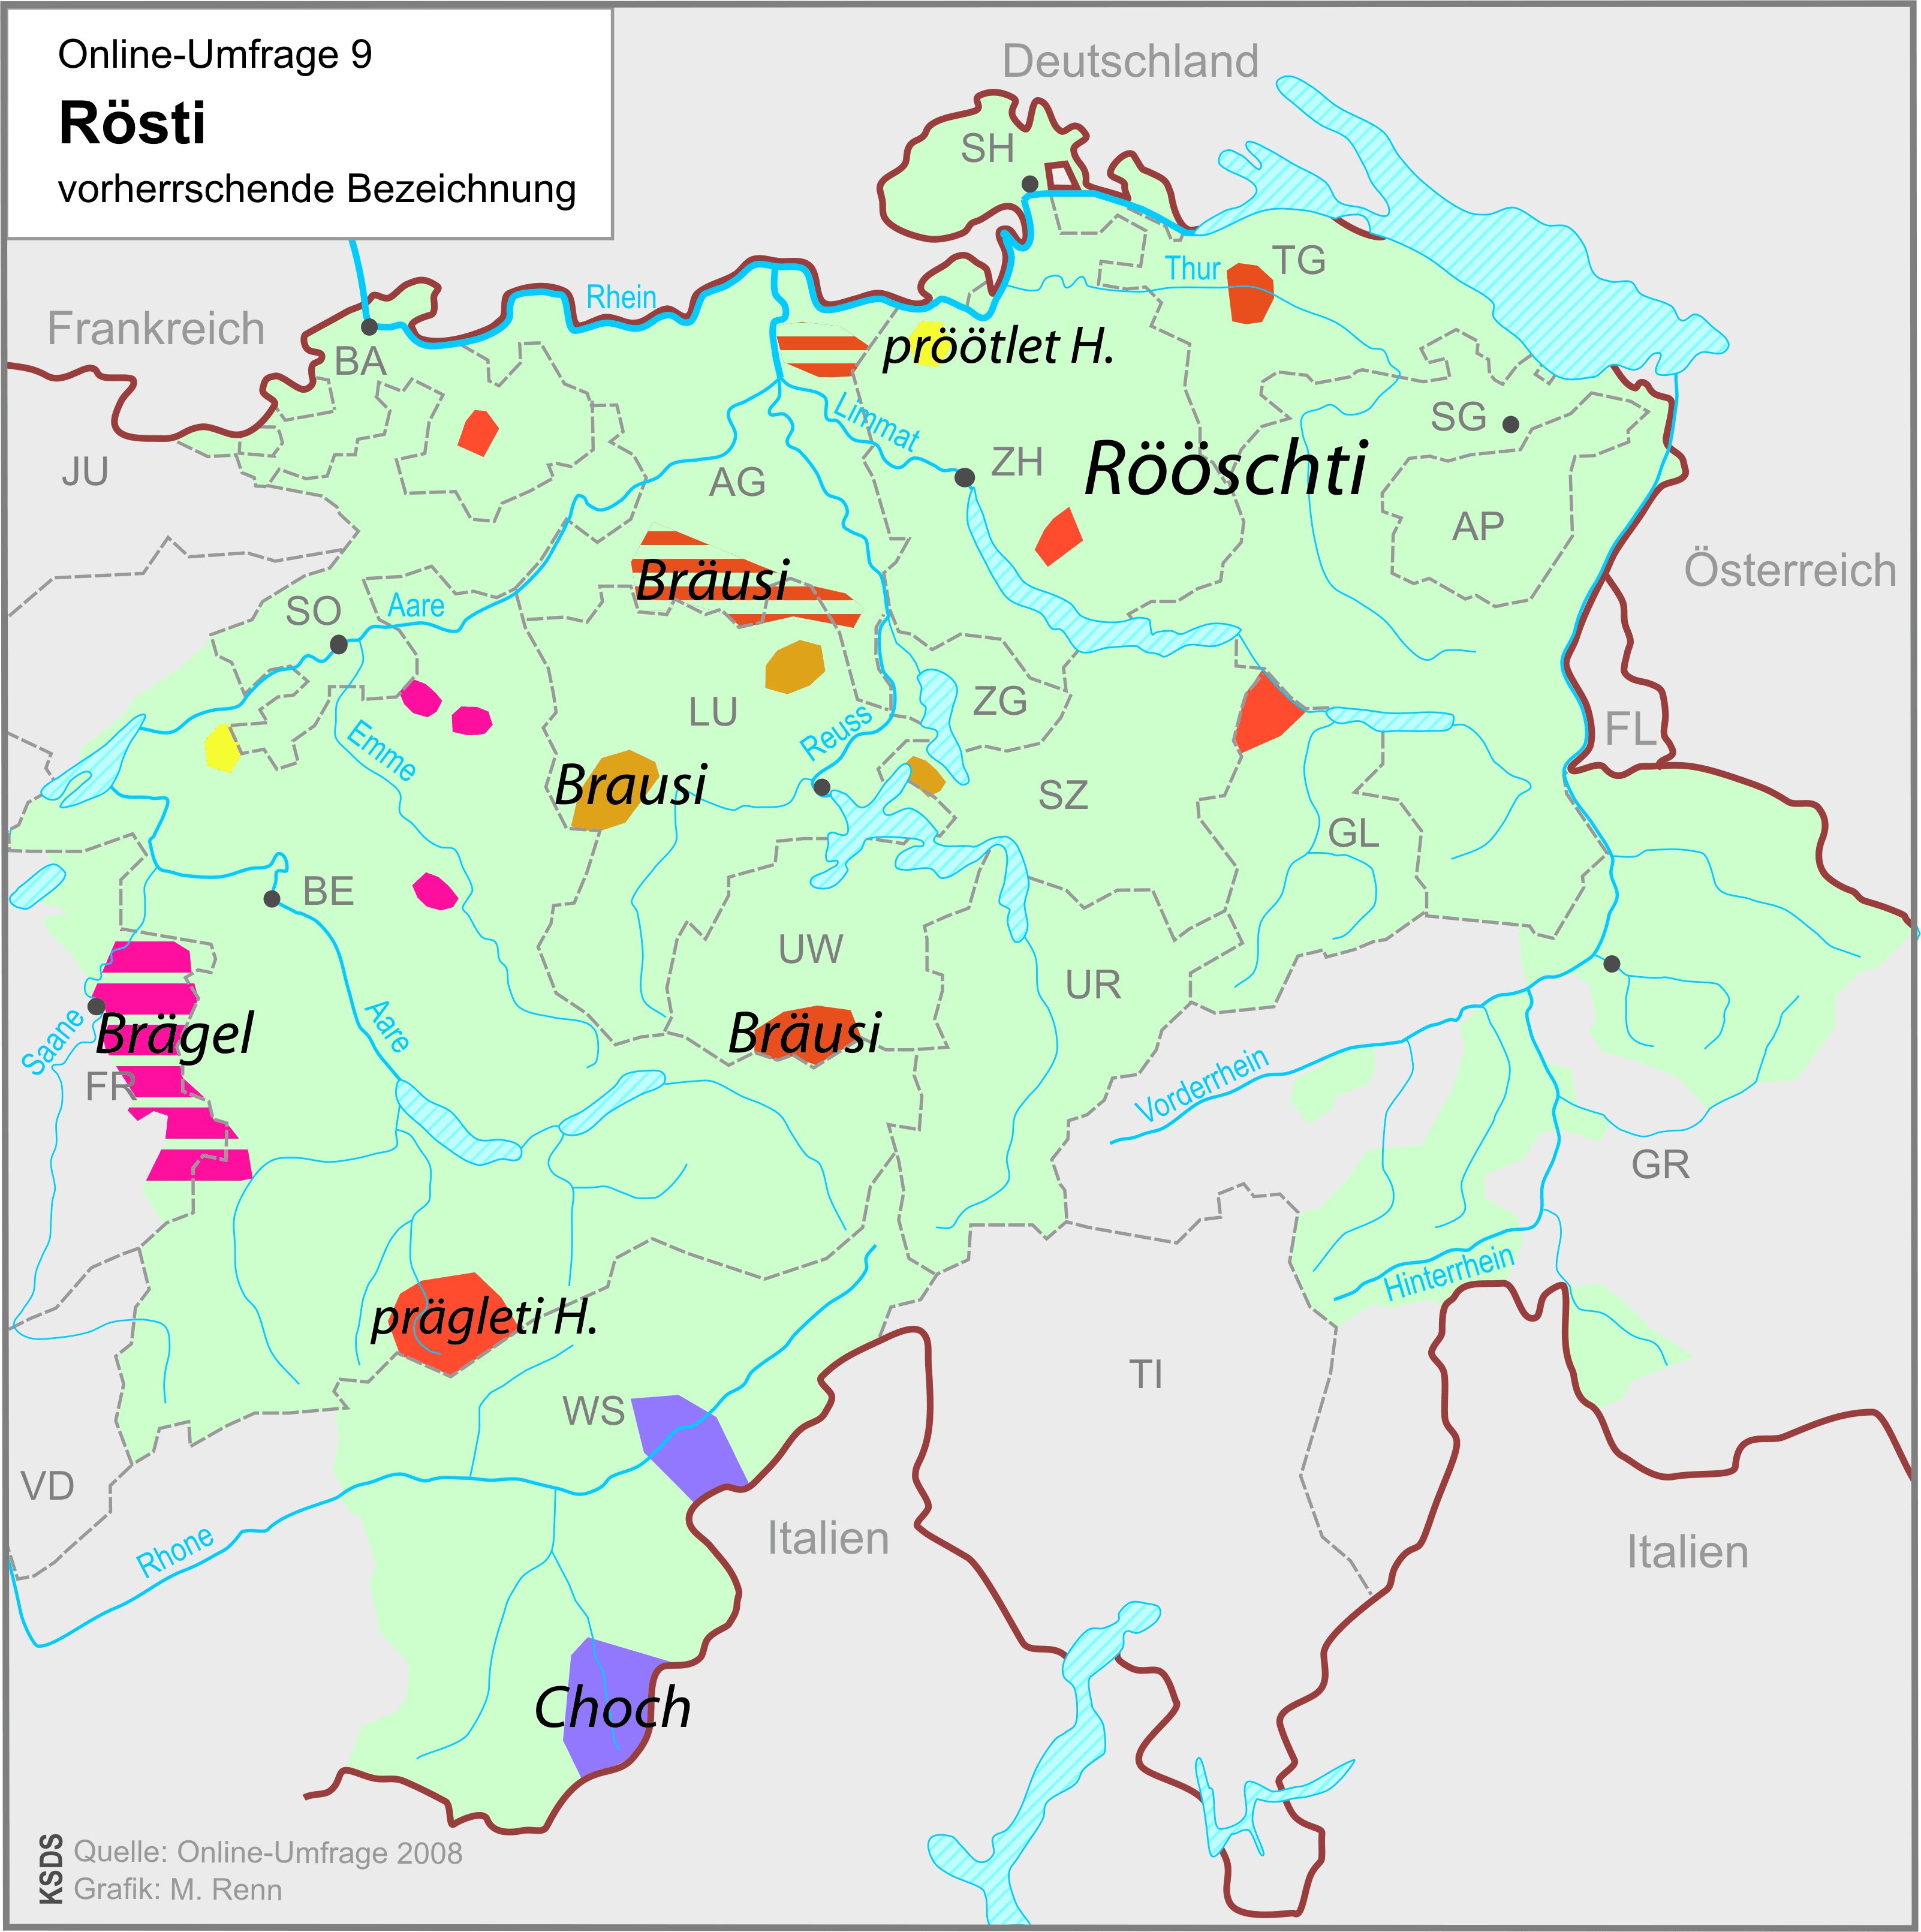 Online-Umfrage 9
Rösti
vorherrschende Bezeichnung
Deutschland
SH
TG
Thur
Rhein
Frankreich
BA
pröötlet H.
Limmat
SG
ZH
Rööschti
JU
AG
AP
Österreich
Bräusi
SO
Aare
ZG
LU
Reuss
FL
Emme
Brausi
SZ
GL
BE
UW
UR
Saane
Aare
Brägel
Bräusi
FR
Vorderrhein
GR
Hinterrhein
prägleti H.
TI
WS
VD
Rhone
Italien
Italien
Choch
KSDS
Quelle: Online-Umfrage 2008
Grafik: M. Renn